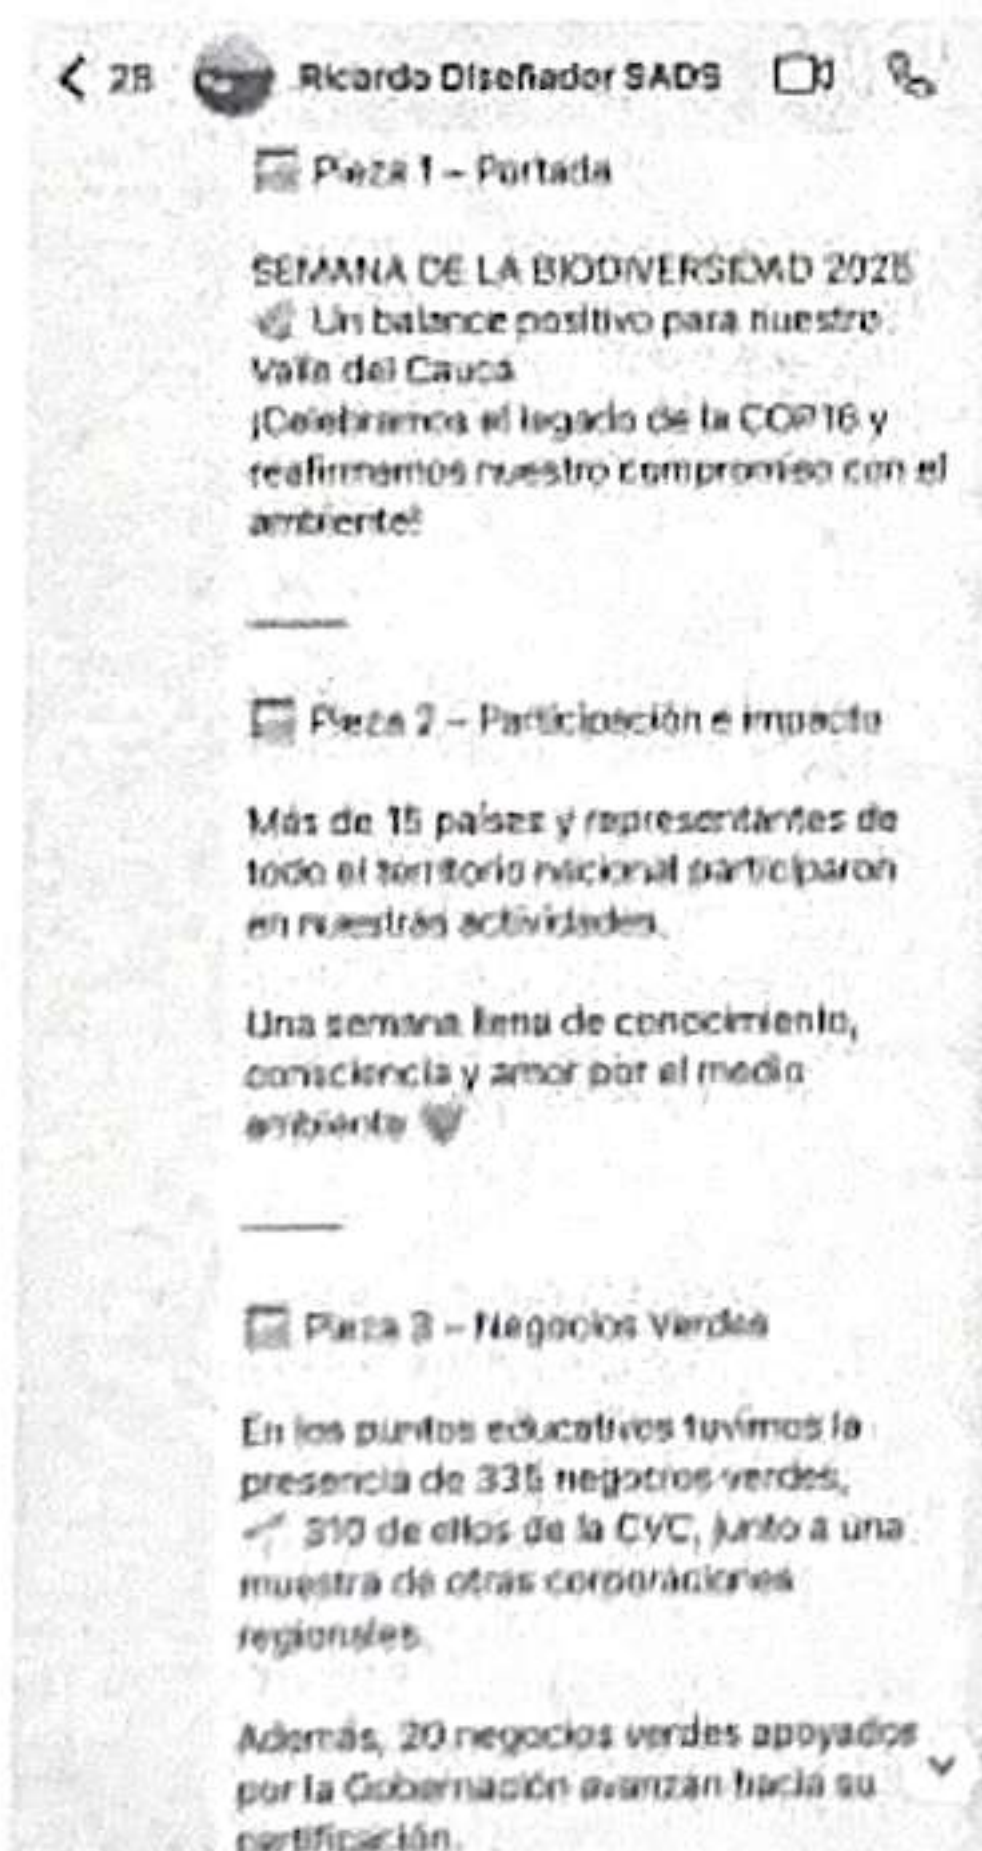 28 Ricardo Diseñador SADS
Pieza 1 – Portada
SEMANA DE LA BIODIVERSIDAD 2025
Un balance positivo para nuestro
Valle del Cauca
¡Celebramos el legado de la COP16 y
reafirmamos nuestro compromiso con el
ambiente!
Pieza 2 – Participación e impacto
Más de 15 países y representantes de
todo el territorio nacional participaron
en nuestras actividades.
Una semana llena de conocimiento,
consciencia y amor por el medio
ambiente
Pieza 3 – Negocios Verdes
En los puntos educativos tuvimos la
presencia de 335 negocios verdes,
310 de ellos de la CVC, junto a una
muestra de otras corporaciones
regionales.
Además, 20 negocios verdes apoyados
por la Gobernación avanzan hacia su
certificación.